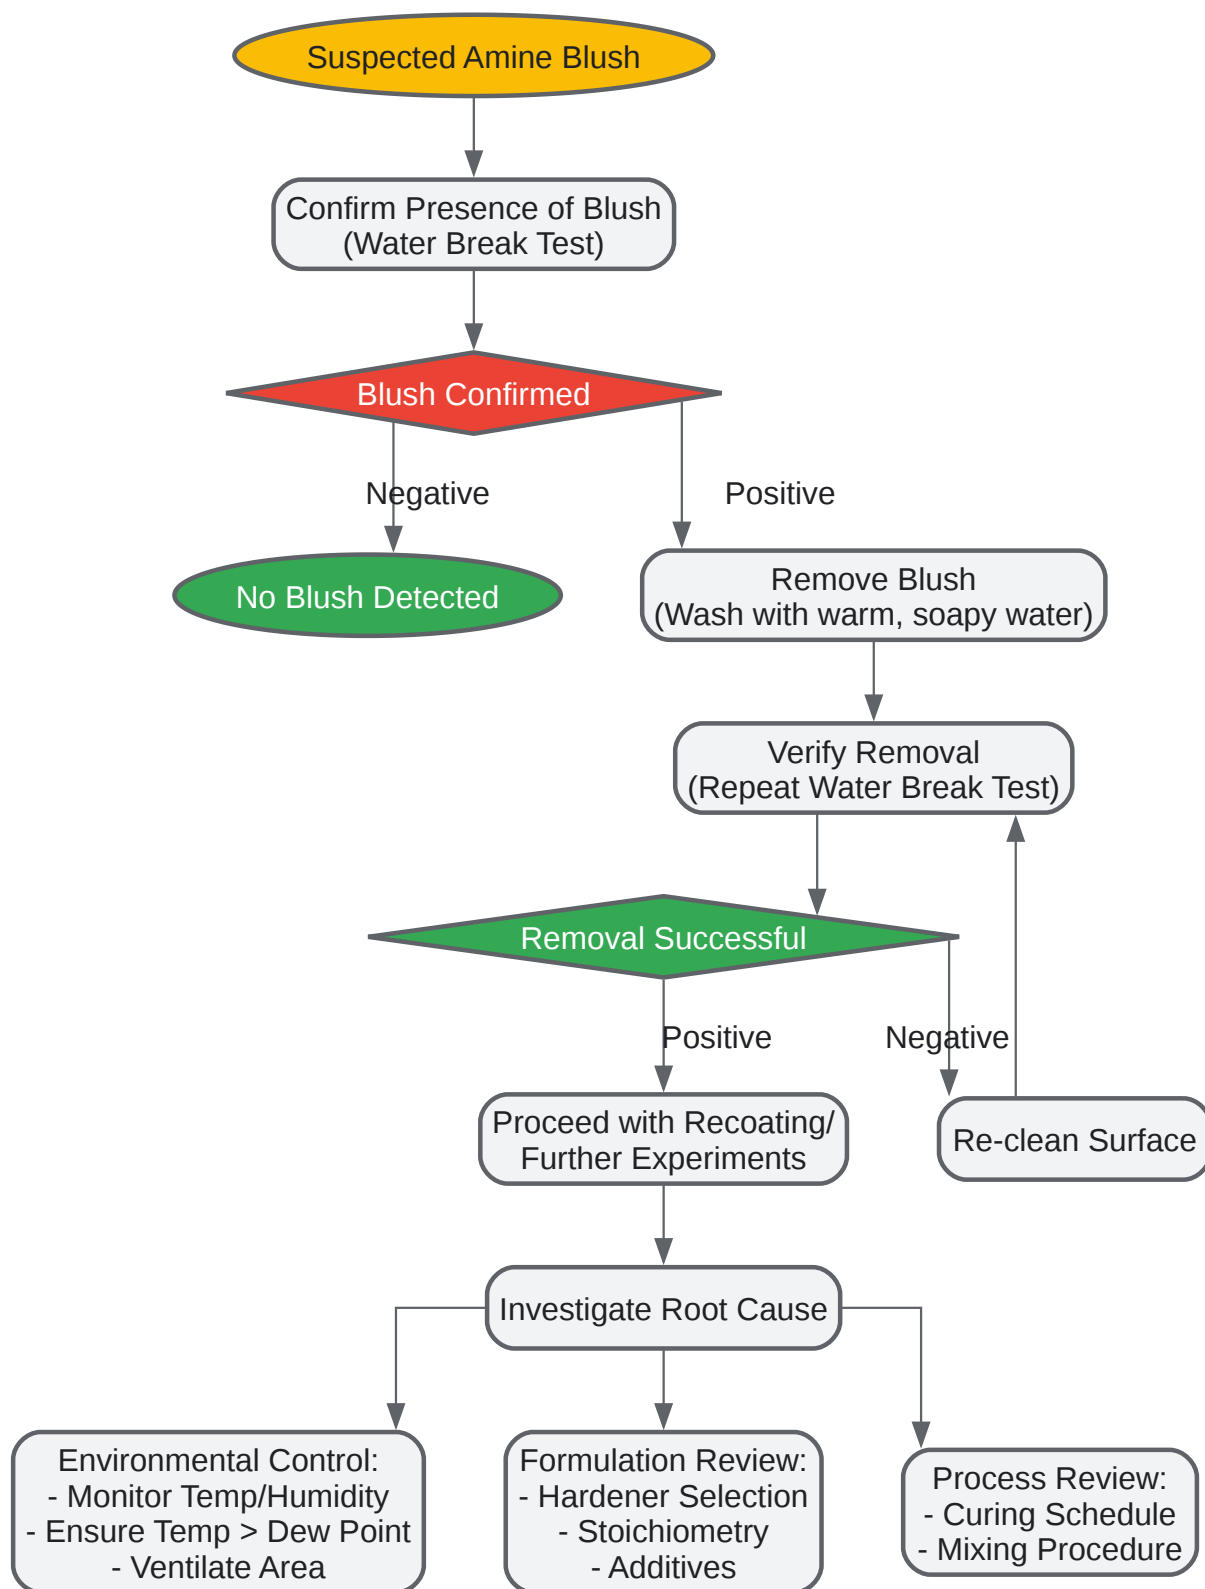 Suspected Amine Blush
Confirm Presence of Blush
(Water Break Test)
Blush Confirmed
Negative
Positive
No Blush Detected
Remove Blush
(Wash with warm, soapy water)
Verify Removal
(Repeat Water Break Test)
Removal Successful
Positive
Negative
Proceed with Recoating/
Further Experiments
Re-clean Surface
Investigate Root Cause
Environmental Control:
- Monitor Temp/Humidity
- Ensure Temp > Dew Point
- Ventilate Area
Formulation Review:
- Hardener Selection
- Stoichiometry
- Additives
Process Review:
- Curing Schedule
- Mixing Procedure